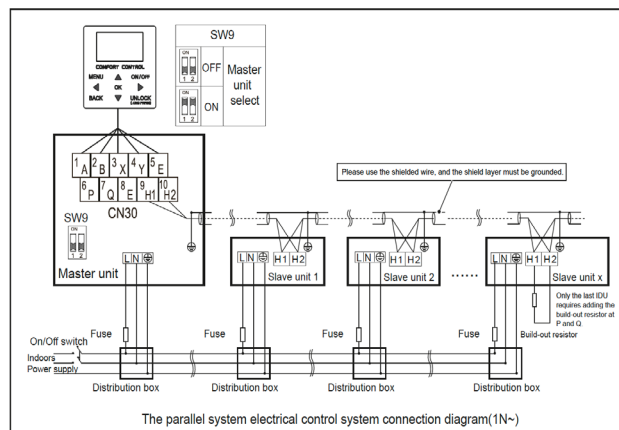 SW9
ON
1 2
OFF
ON
1 2
ON
Master
unit
select
COMFORT CONTROL
MENU ON/OFF
OK
BACK UNLOCK
1 A 2 B 3 X 4 Y 5 E
6 P 7 Q 8 E 9 H1 10 H2
CN30
SW9
ON
1 2
Master unit
L N
Please use the shielded wire, and the shield layer must be grounded.
L N H1 H2
Slave unit 1
L N H1 H2
Slave unit 2
......
L N H1 H2
Slave unit x
Only the last IDU
requires adding the
build-out resistor at
P and Q
Build-out resistor
Fuse
Fuse
Fuse
Fuse
On/Off switch
Indoors
Power supply
Distribution box
Distribution box
Distribution box
Distribution box
The parallel system electrical control system connection diagram(1N~)